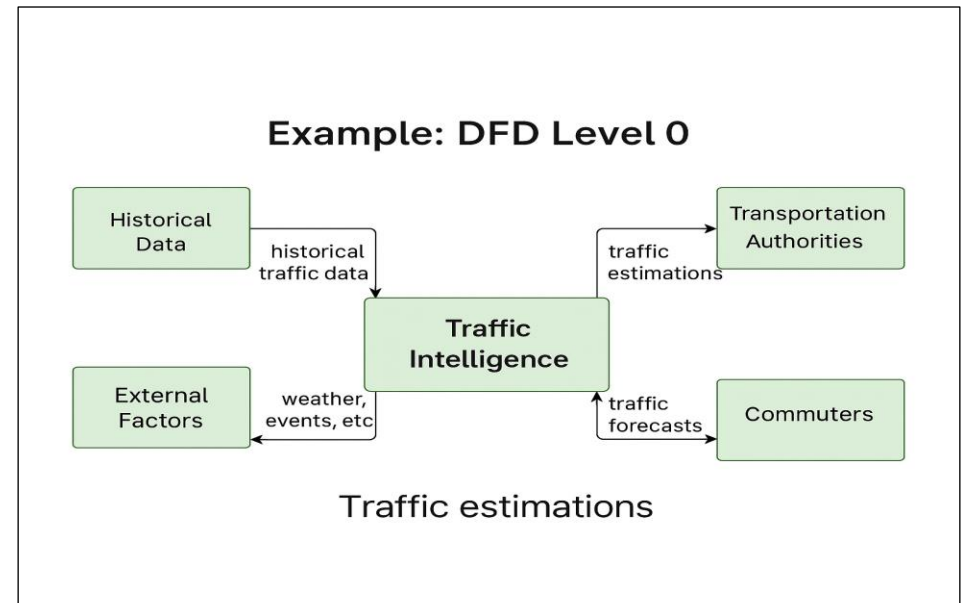 Example: DFD Level 0
Historical
Data
historical
traffic data
Transportation
Authorities
traffic
estimations
Traffic
Intelligence
External
Factors
weather,
events, etc
traffic
forecasts
Commuters
Traffic estimations